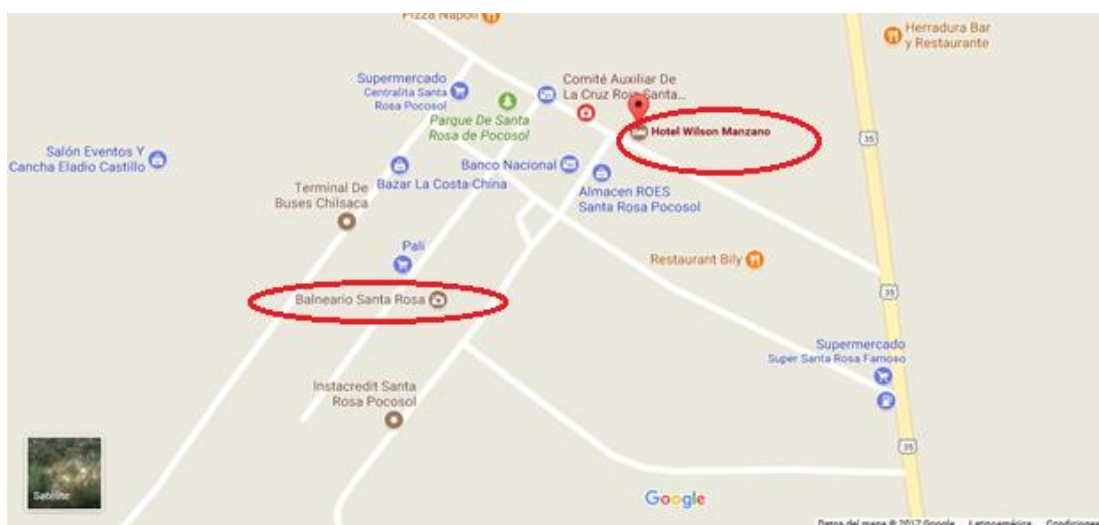 Pizza Napoli
Herradura Bar
y Restaurante
Supermercado
Centralita Santa
Rosa Pocosol
Comité Auxiliar De
La Cruz Roja Santa...
Parque De Santa
Rosa de Pocosol
Hotel Wilson Manzano
35
Salón Eventos Y
Cancha Eladio Castillo
Banco Nacional
Bazar La Costa-China
Terminal De
Buses Chilsaca
Almacen ROES
Santa Rosa Pocosol
Palí
Restaurant Bily
Balneario Santa Rosa
35
Supermercado
Super Santa Rosa Famoso
Instacredit Santa
Rosa Pocosol
35
Satélite
Google
Datos del mapa © 2017 Google Latinoamérica Condiciones